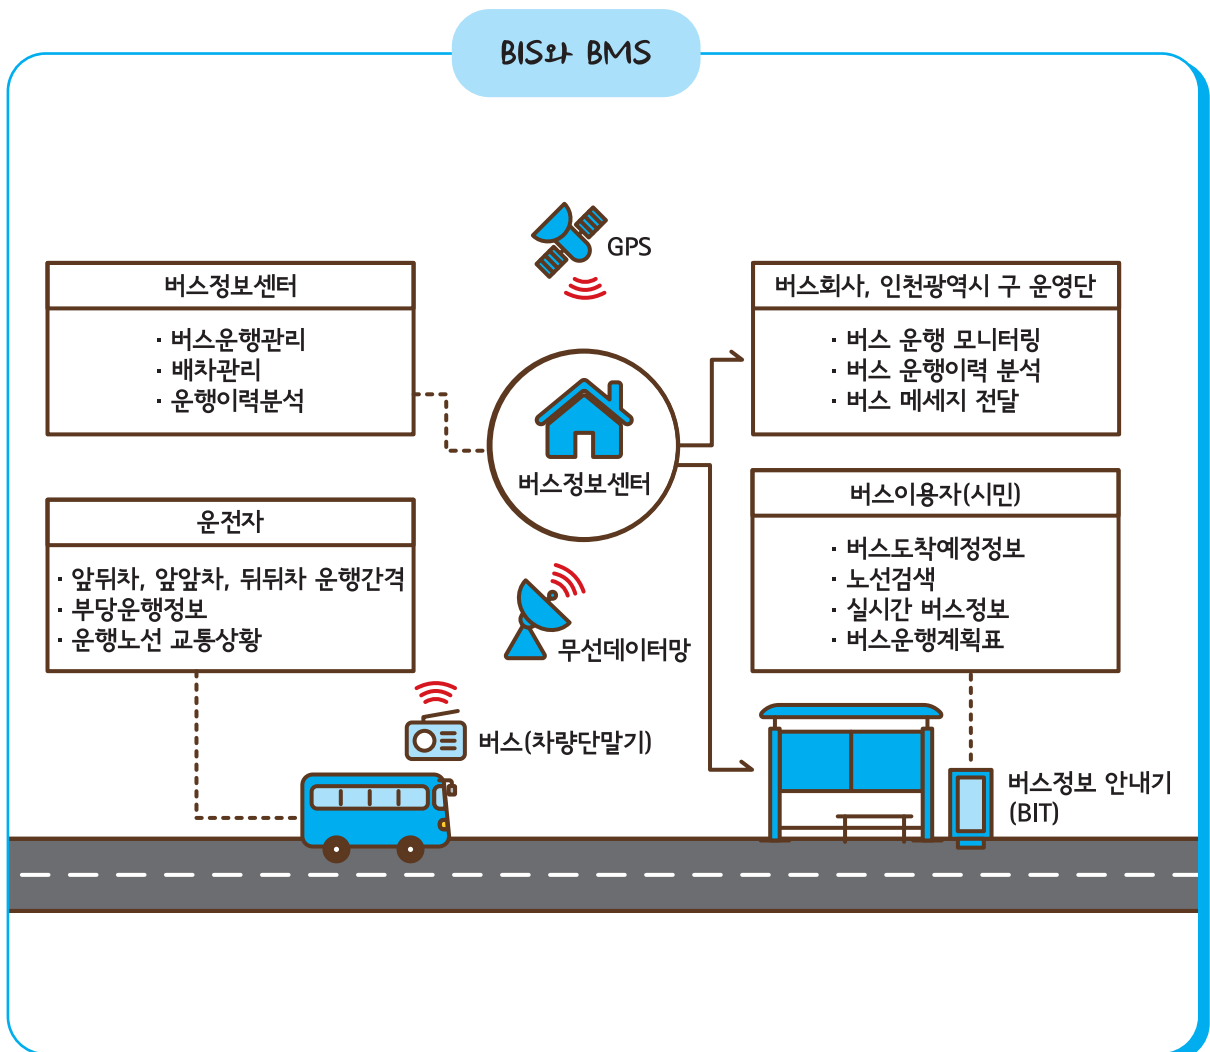 BIS와 BMS
GPS
버스정보센터
· 버스운행관리
· 배차관리
· 운행이력분석
버스회사, 인천광역시 구 운영단
· 버스 운행 모니터링
· 버스 운행이력 분석
· 버스 메세지 전달
버스정보센터
운전자
· 앞뒤차, 앞앞차, 뒤뒤차 운행간격
· 부당운행정보
· 운행노선 교통상황
버스이용자(시민)
· 버스도착예정정보
· 노선검색
· 실시간 버스정보
· 버스운행계획표
무선데이터망
버스(차량단말기)
버스정보 안내기
(BIT)